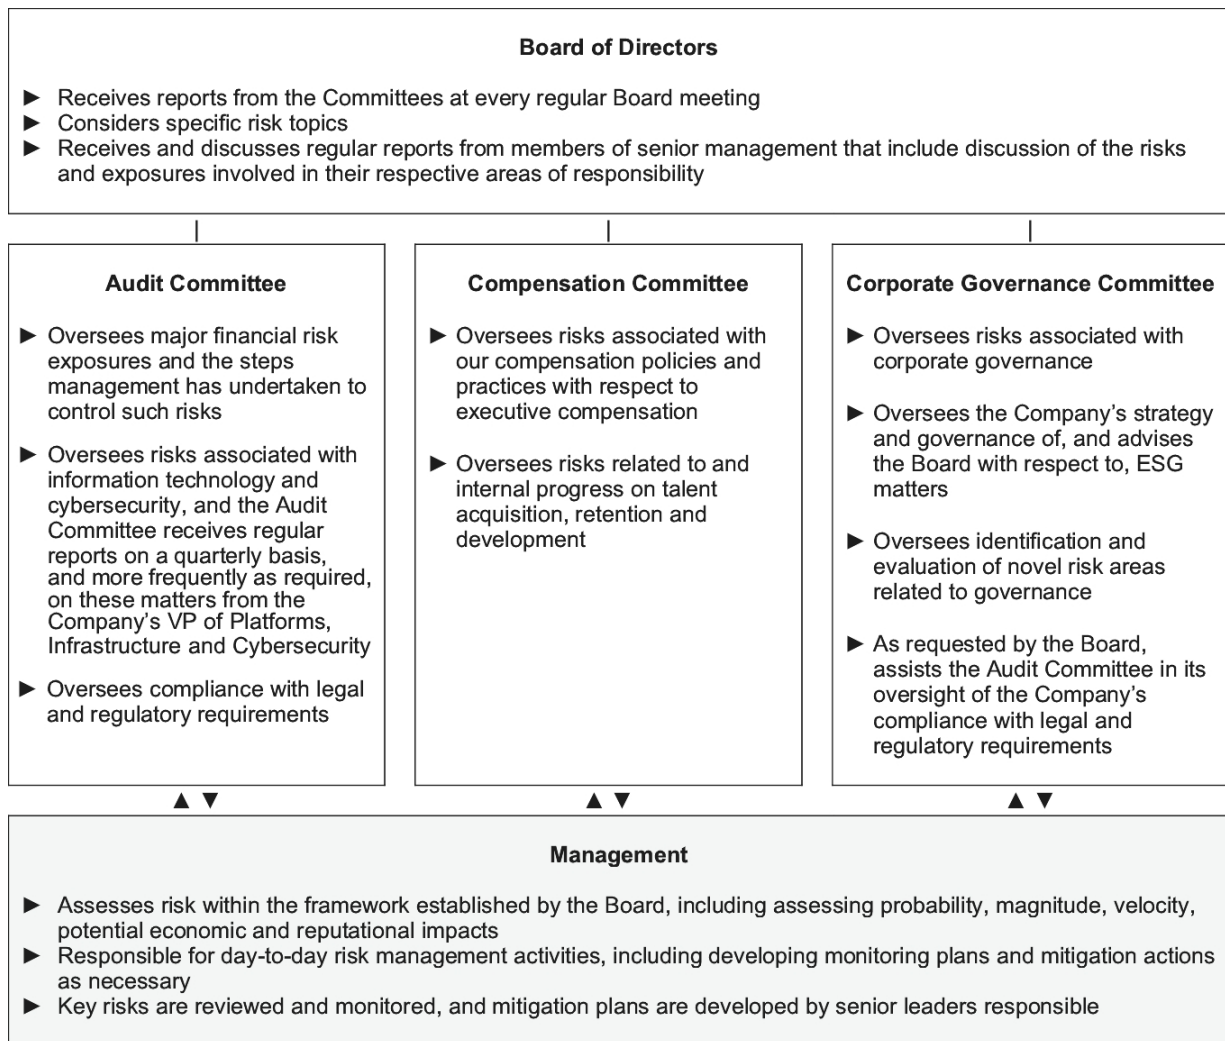 Board of Directors
► Receives reports from the Committees at every regular Board meeting
► Considers specific risk topics
► Receives and discusses regular reports from members of senior management that include discussion of the risks
and exposures involved in their respective areas of responsibility
Audit Committee
► Oversees major financial risk
exposures and the steps
management has undertaken to
control such risks
► Oversees risks associated with
information technology and
cybersecurity, and the Audit
Committee receives regular
reports on a quarterly basis,
and more frequently as required,
on these matters from the
Company’s VP of Platforms,
Infrastructure and Cybersecurity
► Oversees compliance with legal
and regulatory requirements
Compensation Committee
► Oversees risks associated with
our compensation policies and
practices with respect to
executive compensation
► Oversees risks related to and
internal progress on talent
acquisition, retention and
development
Corporate Governance Committee
► Oversees risks associated with
corporate governance
► Oversees the Company’s strategy
and governance of, and advises
the Board with respect to, ESG
matters
► Oversees identification and
evaluation of novel risk areas
related to governance
► As requested by the Board,
assists the Audit Committee in its
oversight of the Company’s
compliance with legal and
regulatory requirements
Management
► Assesses risk within the framework established by the Board, including assessing probability, magnitude, velocity,
potential economic and reputational impacts
► Responsible for day-to-day risk management activities, including developing monitoring plans and mitigation actions
as necessary
► Key risks are reviewed and monitored, and mitigation plans are developed by senior leaders responsible